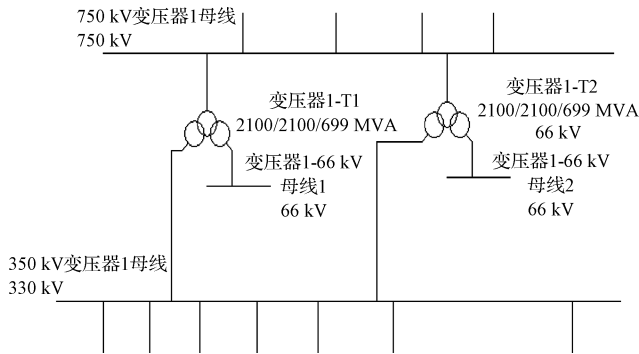 750 kV变压器1母线
750 kV
变压器1-T1
2100/2100/699 MVA
变压器1-66 kV
母线1
66 kV
变压器1-T2
2100/2100/699 MVA
66 kV
变压器1-66 kV
母线2
66 kV
350 kV变压器1母线
330 kV